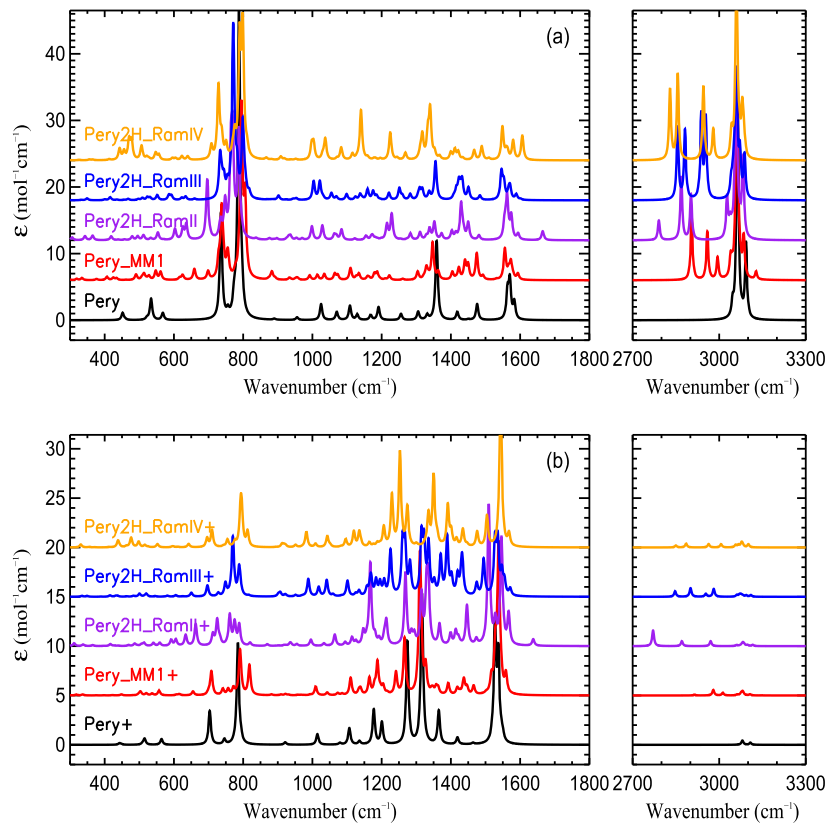 (a)
40
30
20
10
0
ε (mol⁻¹cm⁻¹)
Pery2H_RamIV
Pery2H_RamIII
Pery2H_RamII
Pery_MM1
Pery
400 600 800 1000 1200 1400 1600 1800 2700 3000 3300
Wavenumber (cm⁻¹) Wavenumber (cm⁻¹)
(b)
30
25
20
15
10
5
0
ε (mol⁻¹cm⁻¹)
Pery2H_RamIV+
Pery2H_RamIII+
Pery2H_RamII+
Pery_MM1+
Pery+
400 600 800 1000 1200 1400 1600 1800 2700 3000 3300
Wavenumber (cm⁻¹) Wavenumber (cm⁻¹)